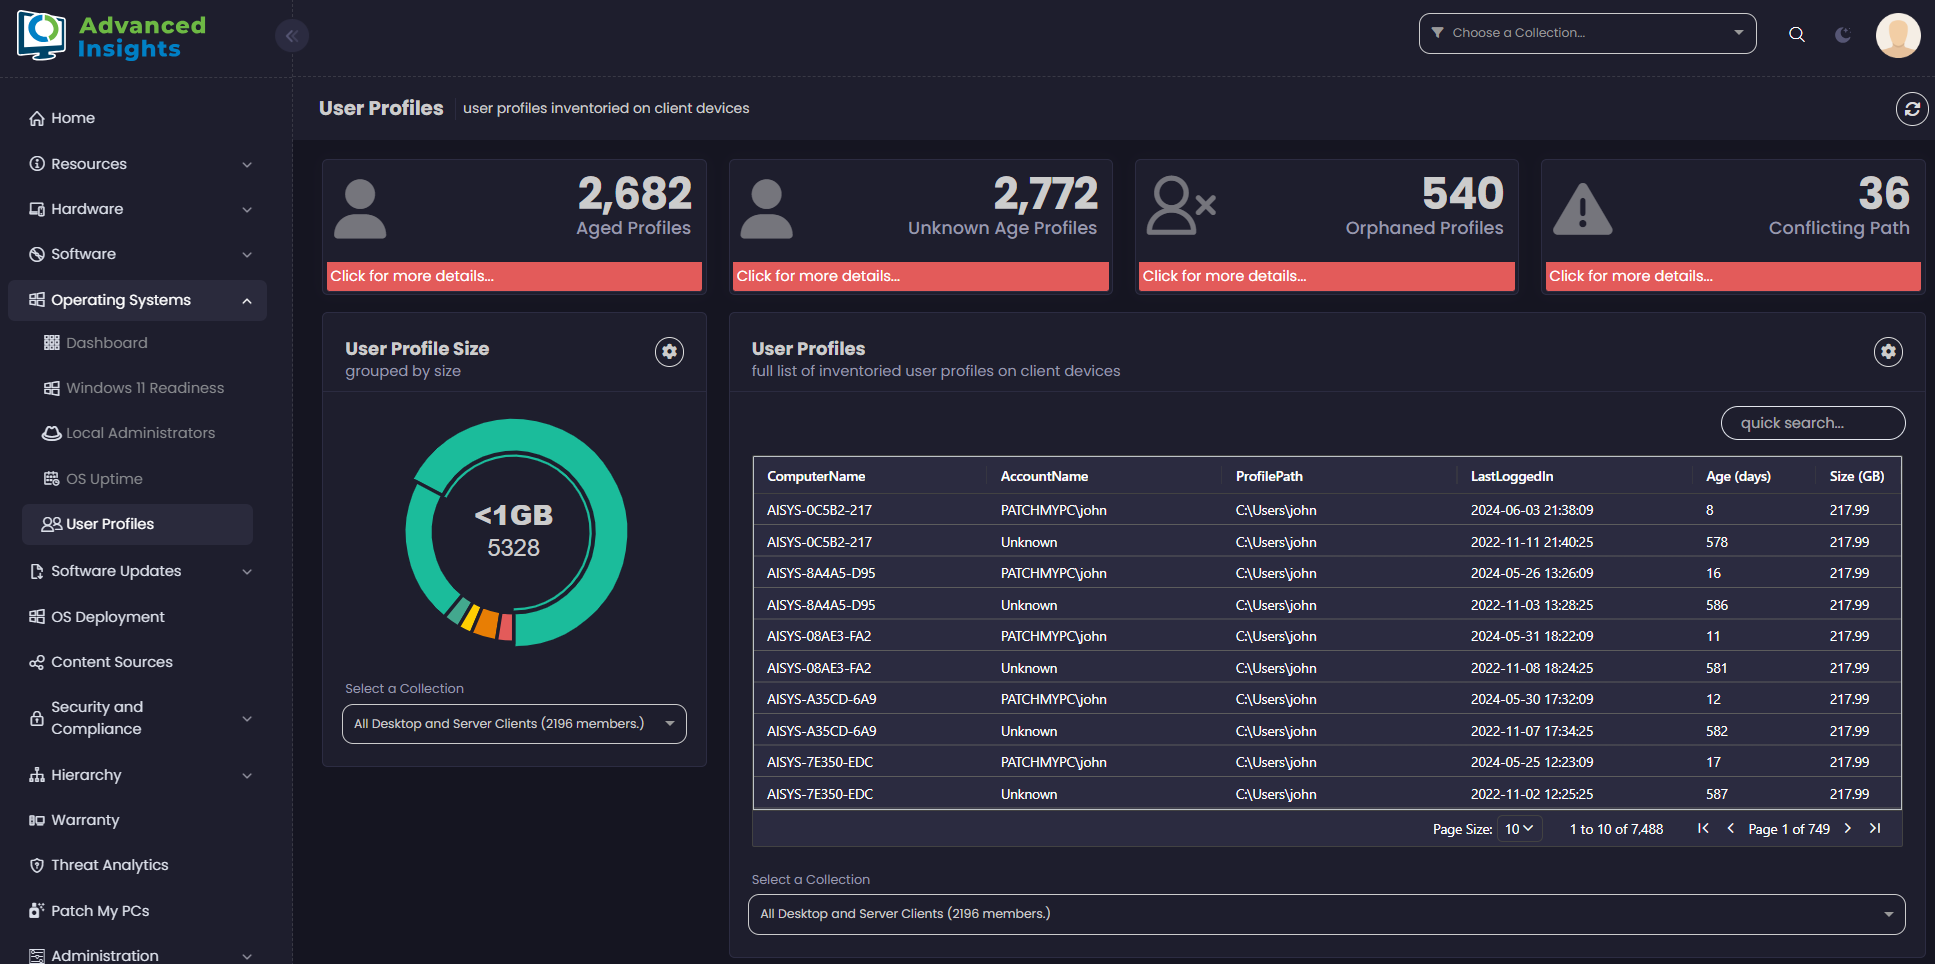 Advanced
Insights
Choose a Collection...
Home
Resources
Hardware
Software
Operating Systems
Dashboard
Windows 11 Readiness
Local Administrators
OS Uptime
User Profiles
Software Updates
OS Deployment
Content Sources
Security and
Compliance
Hierarchy
Warranty
Threat Analytics
Patch My PCs
Administration
User Profiles user profiles inventoried on client devices
2,682
Aged Profiles
Click for more details...
2,772
Unknown Age Profiles
Click for more details...
540
Orphaned Profiles
Click for more details...
36
Conflicting Path
Click for more details...
User Profile Size
grouped by size
<1GB
5328
Select a Collection
All Desktop and Server Clients (2196 members.)
User Profiles
full list of inventoried user profiles on client devices
quick search...
ComputerName AccountName ProfilePath LastLoggedIn Age (days) Size (GB)
AISYS-0C5B2-217 PATCHMYPC\john C:\Users\john 2024-06-03 21:38:09 8 217.99
AISYS-0C5B2-217 Unknown C:\Users\john 2022-11-11 21:40:25 578 217.99
AISYS-8A4A5-D95 PATCHMYPC\john C:\Users\john 2024-05-26 13:26:09 16 217.99
AISYS-8A4A5-D95 Unknown C:\Users\john 2022-11-03 13:28:25 586 217.99
AISYS-08AE3-FA2 PATCHMYPC\john C:\Users\john 2024-05-31 18:22:09 11 217.99
AISYS-08AE3-FA2 Unknown C:\Users\john 2022-11-08 18:24:25 581 217.99
AISYS-A35CD-6A9 PATCHMYPC\john C:\Users\john 2024-05-30 17:32:09 12 217.99
AISYS-A35CD-6A9 Unknown C:\Users\john 2022-11-07 17:34:25 582 217.99
AISYS-7E350-EDC PATCHMYPC\john C:\Users\john 2024-05-25 12:23:09 17 217.99
AISYS-7E350-EDC Unknown C:\Users\john 2022-11-02 12:25:25 587 217.99
Page Size: 10 1 to 10 of 7,488 Page 1 of 749
Select a Collection
All Desktop and Server Clients (2196 members.)